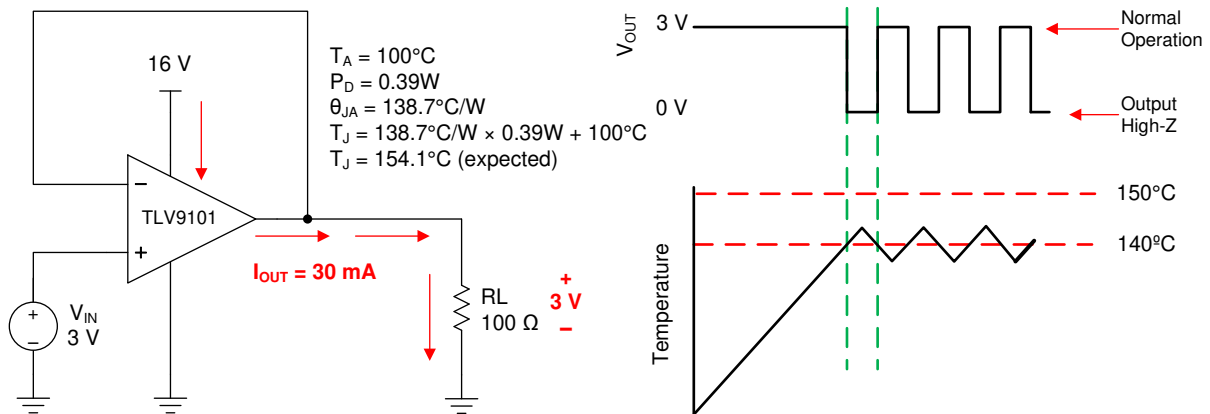 16 V
T_A = 100°C
P_D = 0.39W
θ_JA = 138.7°C/W
T_J = 138.7°C/W × 0.39W + 100°C
T_J = 154.1°C (expected)
−
TLV9101
+
I_OUT = 30 mA
+
−
V_IN
3 V
RL
100 Ω
+
3 V
−
V_OUT
3 V
0 V
Normal
Operation
Output
High-Z
Temperature
150°C
140ºC